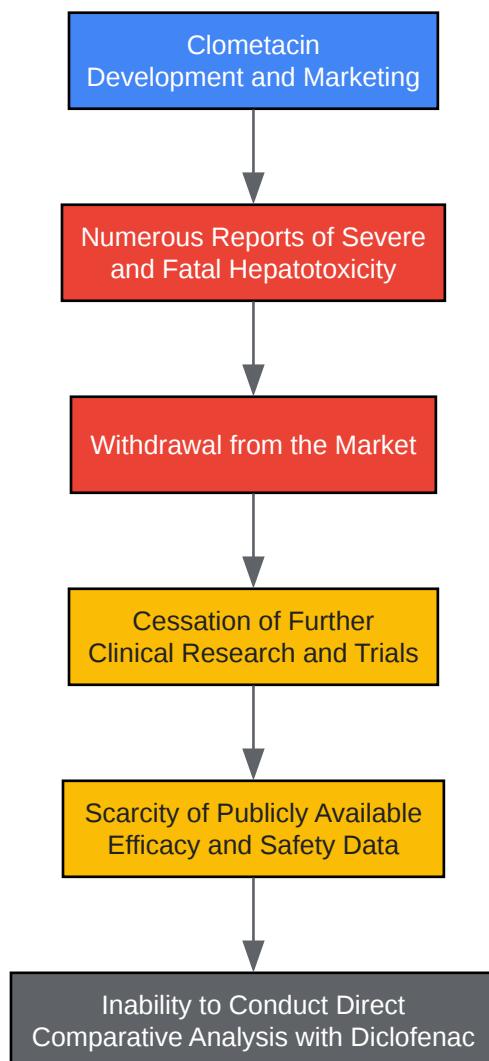 Clometacin
Development and Marketing
Numerous Reports of Severe
and Fatal Hepatotoxicity
Withdrawal from the Market
Cessation of Further
Clinical Research and Trials
Scarcity of Publicly Available
Efficacy and Safety Data
Inability to Conduct Direct
Comparative Analysis with Diclofenac